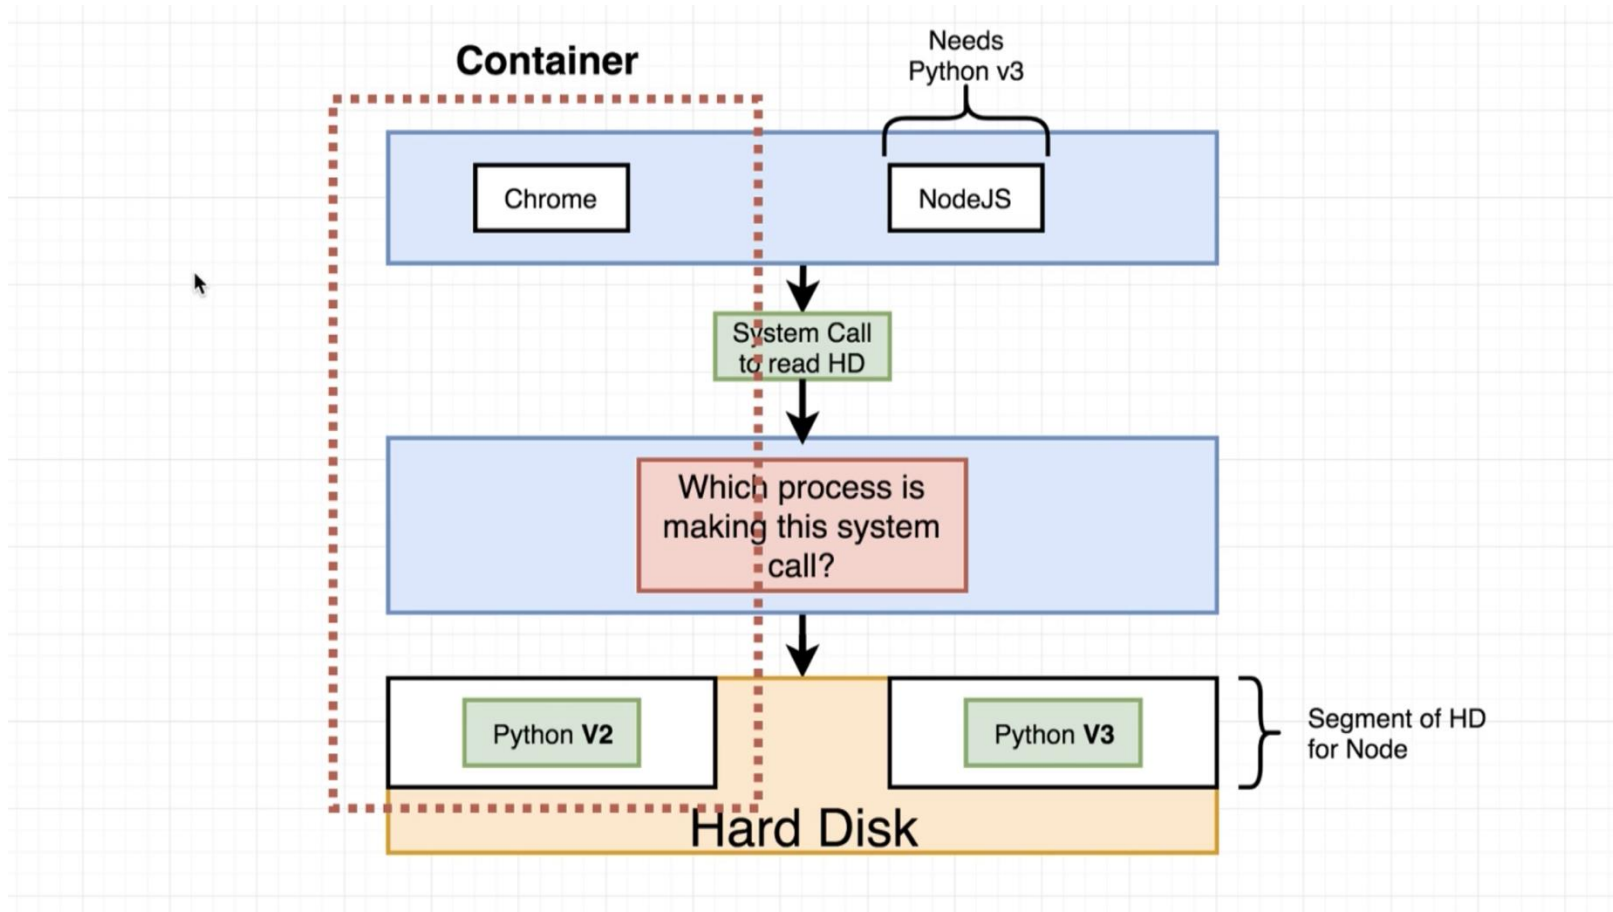 Container
Needs
Python v3
Chrome
NodeJS
System Call
to read HD
Which process is
making this system
call?
Python V2
Python V3
Segment of HD
for Node
Hard Disk